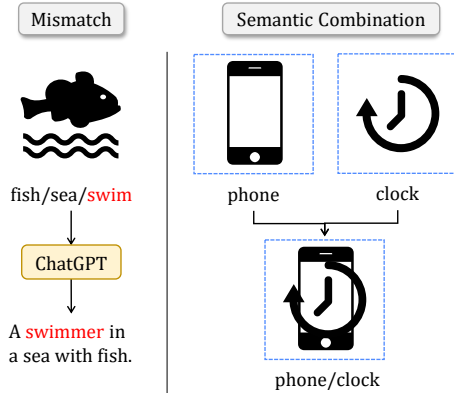 Mismatch
fish/sea/swim
ChatGPT
A swimmer in
a sea with fish.
Semantic Combination
phone
clock
phone/clock